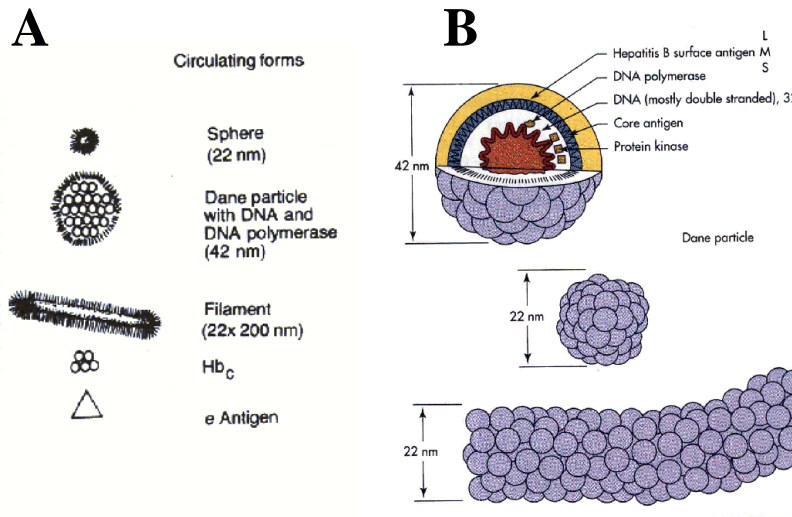 A
Circulating forms
Sphere
(22 nm)
Dane particle
with DNA and
DNA polymerase
(42 nm)
Filament
(22x 200 nm)
Hbc
e Antigen
B
Hepatitis B surface antigen
L
M
S
DNA polymerase
DNA (mostly double stranded), 32
Core antigen
Protein kinase
42 nm
Dane particle
22 nm
22 nm